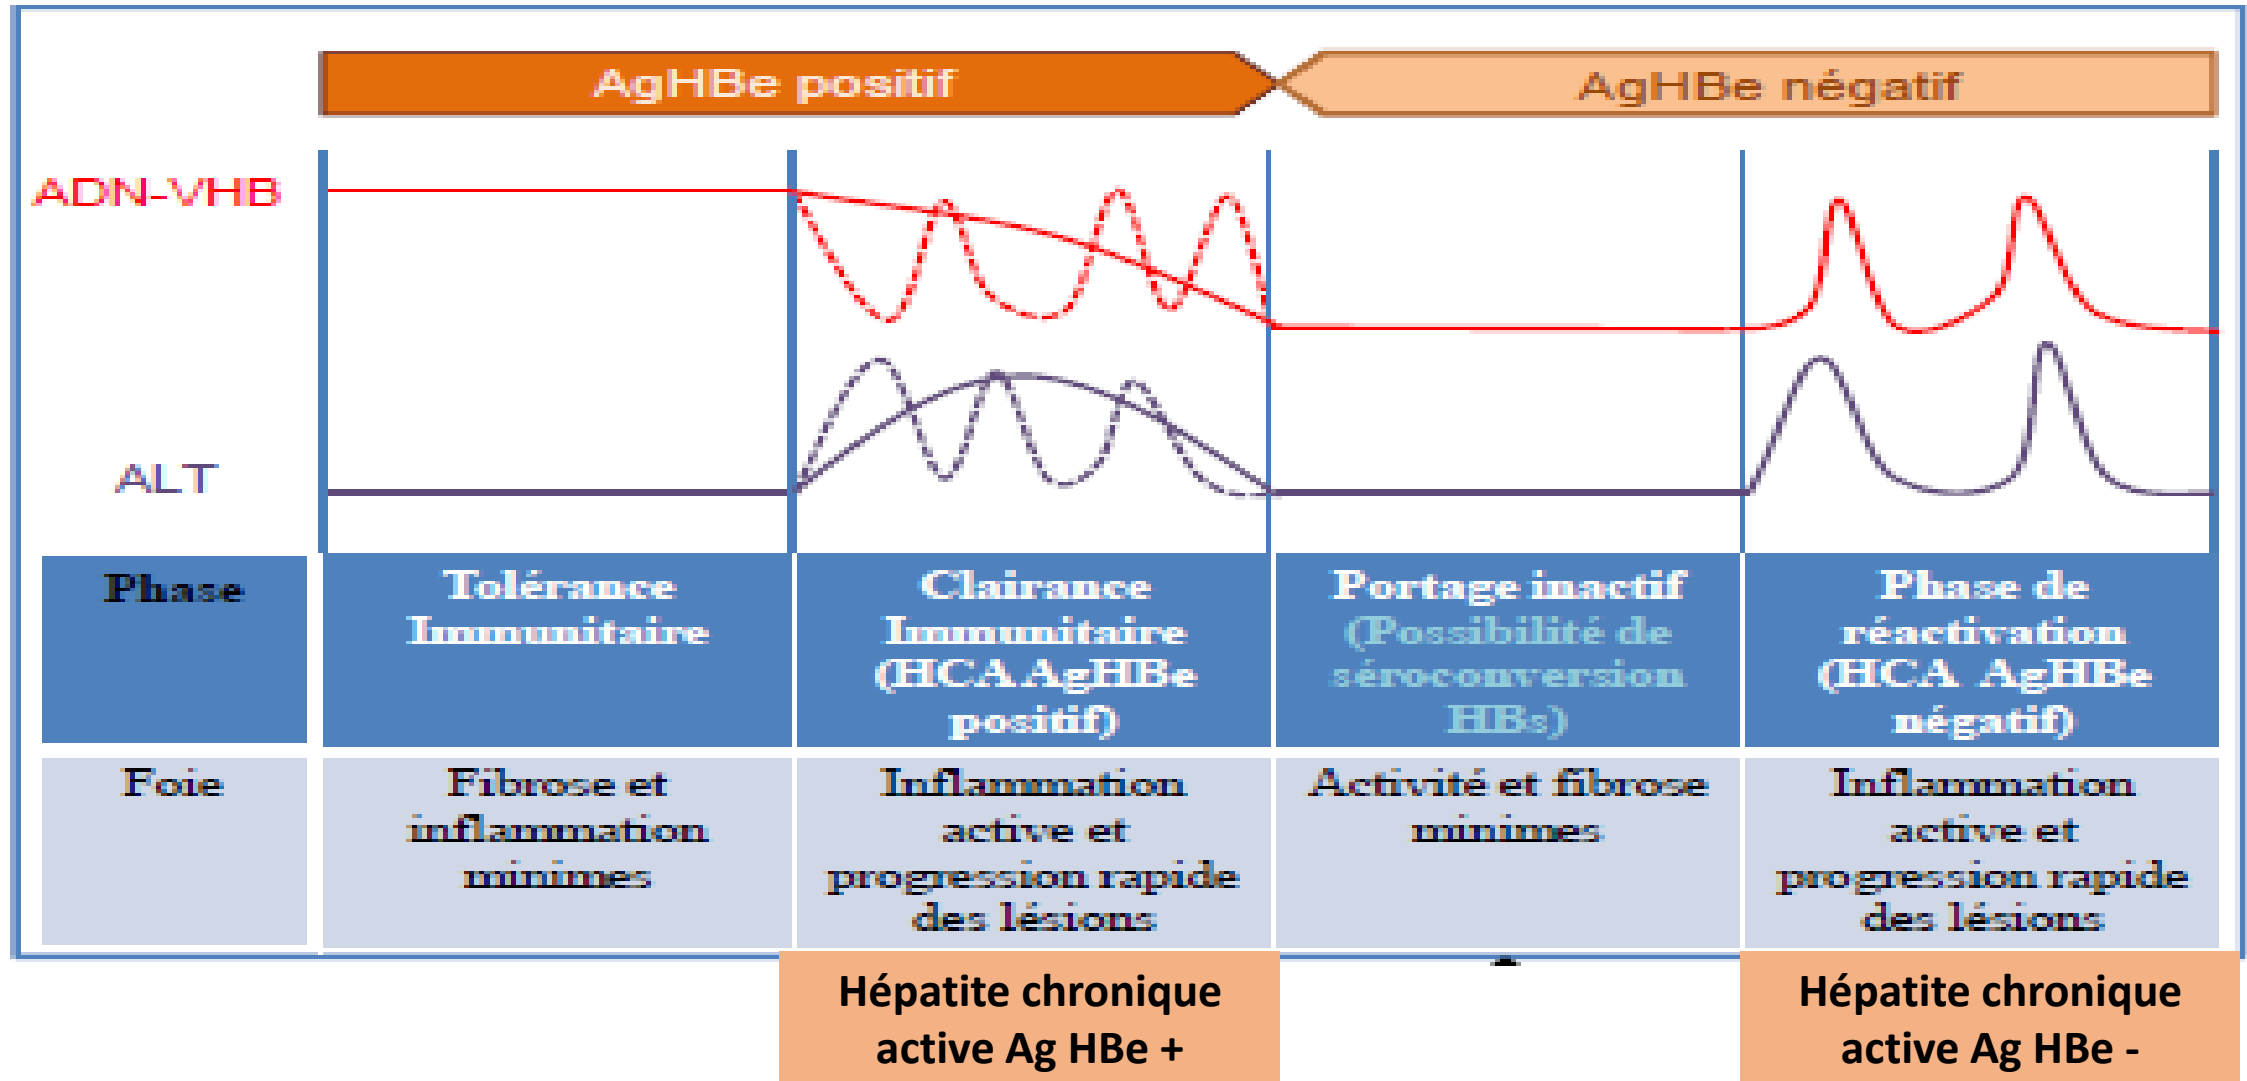 AgHBe positif
AgHBe négatif
ADN-VHB
ALT
Phase
Tolérance
Immunitaire
Clairance
Immunitaire
(HCA AgHBe
positif)
Portage inactif
(Possibilité de
séroconversion
HBs)
Phase de
réactivation
(HCA AgHBe
négatif)
Foie
Fibrose et
inflammation
minimes
Inflammation
active et
progression rapide
des lésions
Activité et fibrose
minimes
Inflammation
active et
progression rapide
des lésions
Hépatite chronique
active Ag HBe +
Hépatite chronique
active Ag HBe -